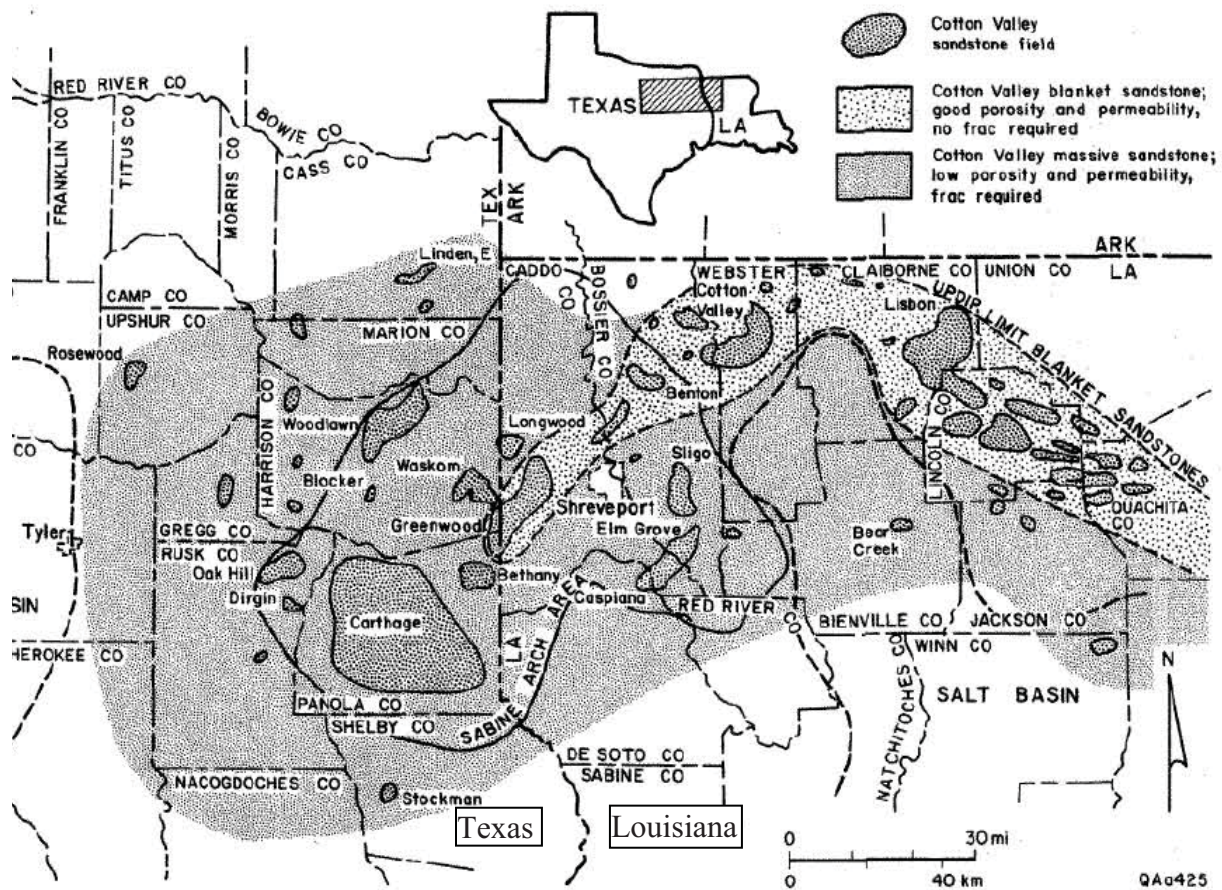 Cotton Valley
sandstone field
Cotton Valley blanket sandstone;
good porosity and permeability,
no frac required
Cotton Valley massive sandstone;
low porosity and permeability,
frac required
TEXAS
LA
RED RIVER CO
BOWIE CO
CASS CO
FRANKLIN CO
TITUS CO
MORRIS CO
TEX
ARK
ARK
LA
Linden, E
CADDO
CO
BOSSIER CO
WEBSTER
CLAIBORNE CO
UNION CO
Cotton
Valley
Lisbon
UPDIP LIMIT BLANKET SANDSTONES
CAMP CO
UPSHUR CO
MARION CO
Rosewood
Benton
HARRISON CO
Woodlawn
Longwood
LINCOLN CO
CO
Blocker
Waskom
Sligo
Greenwood
Shreveport
OUACHITA
CO
Tyler
GREGG CO
RUSK CO
Elm Grove
Bear
Creek
Oak Hill
Bethany
Dirgin
Caspiana
RED RIVER
CO
SIN
Carthage
BIENVILLE CO
JACKSON CO
WINN CO
HEROKEE CO
LA
SABINE ARCH AREA
N
PANOLA CO
SHELBY CO
SALT BASIN
NATCHITOCHES CO
DE SOTO CO
SABINE CO
NACOGDOCHES CO
Stockman
Texas
Louisiana
0
30 mi
0
40 km
QAa425